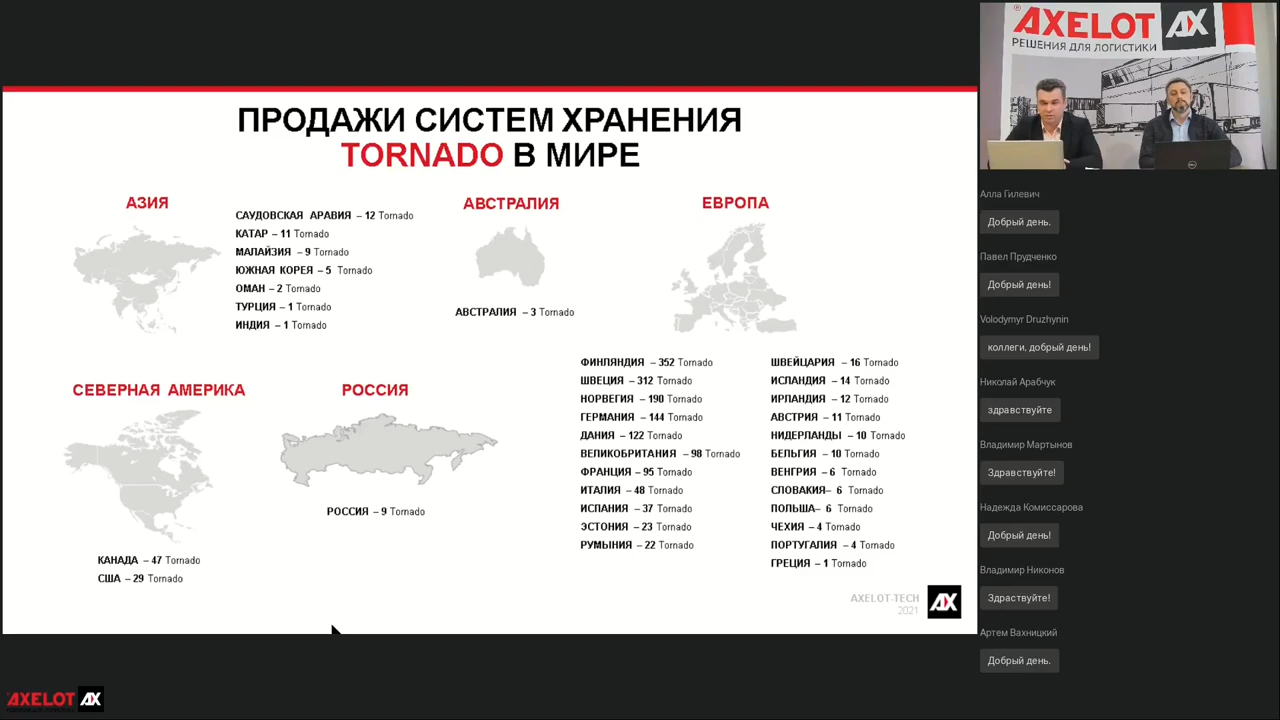 ПРОДАЖИ СИСТЕМ ХРАНЕНИЯ
TORNADO В МИРЕ
АЗИЯ
САУДОВСКАЯ АРАВИЯ – 12 Tornado
КАТАР – 11 Tornado
МАЛАЙЗИЯ – 9 Tornado
ЮЖНАЯ КОРЕЯ – 5 Tornado
ОМАН – 2 Tornado
ТУРЦИЯ – 1 Tornado
ИНДИЯ – 1 Tornado
АВСТРАЛИЯ
АВСТРАЛИЯ – 3 Tornado
ЕВРОПА
ФИНЛЯНДИЯ – 352 Tornado
ШВЕЦИЯ – 312 Tornado
НОРВЕГИЯ – 190 Tornado
ГЕРМАНИЯ – 144 Tornado
ДАНИЯ – 122 Tornado
ВЕЛИКОБРИТАНИЯ – 98 Tornado
ФРАНЦИЯ – 95 Tornado
ИТАЛИЯ – 48 Tornado
ИСПАНИЯ – 37 Tornado
ЭСТОНИЯ – 23 Tornado
РУМЫНИЯ – 22 Tornado
ШВЕЙЦАРИЯ – 16 Tornado
ИСЛАНДИЯ – 14 Tornado
ИРЛАНДИЯ – 12 Tornado
АВСТРИЯ – 11 Tornado
НИДЕРЛАНДЫ – 10 Tornado
БЕЛЬГИЯ – 10 Tornado
ВЕНГРИЯ – 6 Tornado
СЛОВАКИЯ– 6 Tornado
ПОЛЬША– 6 Tornado
ЧЕХИЯ – 4 Tornado
ПОРТУГАЛИЯ – 4 Tornado
ГРЕЦИЯ – 1 Tornado
СЕВЕРНАЯ АМЕРИКА
КАНАДА – 47 Tornado
США – 29 Tornado
РОССИЯ
РОССИЯ – 9 Tornado
AXELOT-TECH
2021
AX
AXELOT AX
®AXELOT AX
РЕШЕНИЯ ДЛЯ ЛОГИСТИКИ
DELL
Алла Гилевич
Добрый день.
Павел Прудченко
Добрый день!
Volodymyr Druzhynin
коллеги, добрый день!
Николай Арабчук
здравствуйте
Владимир Мартынов
Здравствуйте!
Надежда Комиссарова
Добрый день!
Владимир Никонов
Здраствуйте!
Артем Вахницкий
Добрый день.